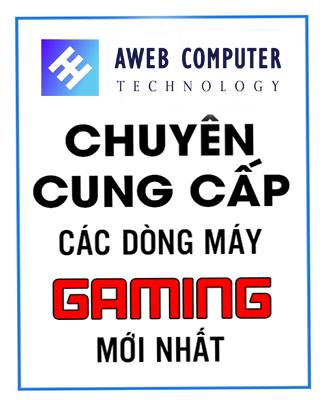 AWEB COMPUTER
TECHNOLOGY
CHUYÊN
CUNG CẤP
CÁC DÒNG MÁY
GAMING
MỚI NHẤT